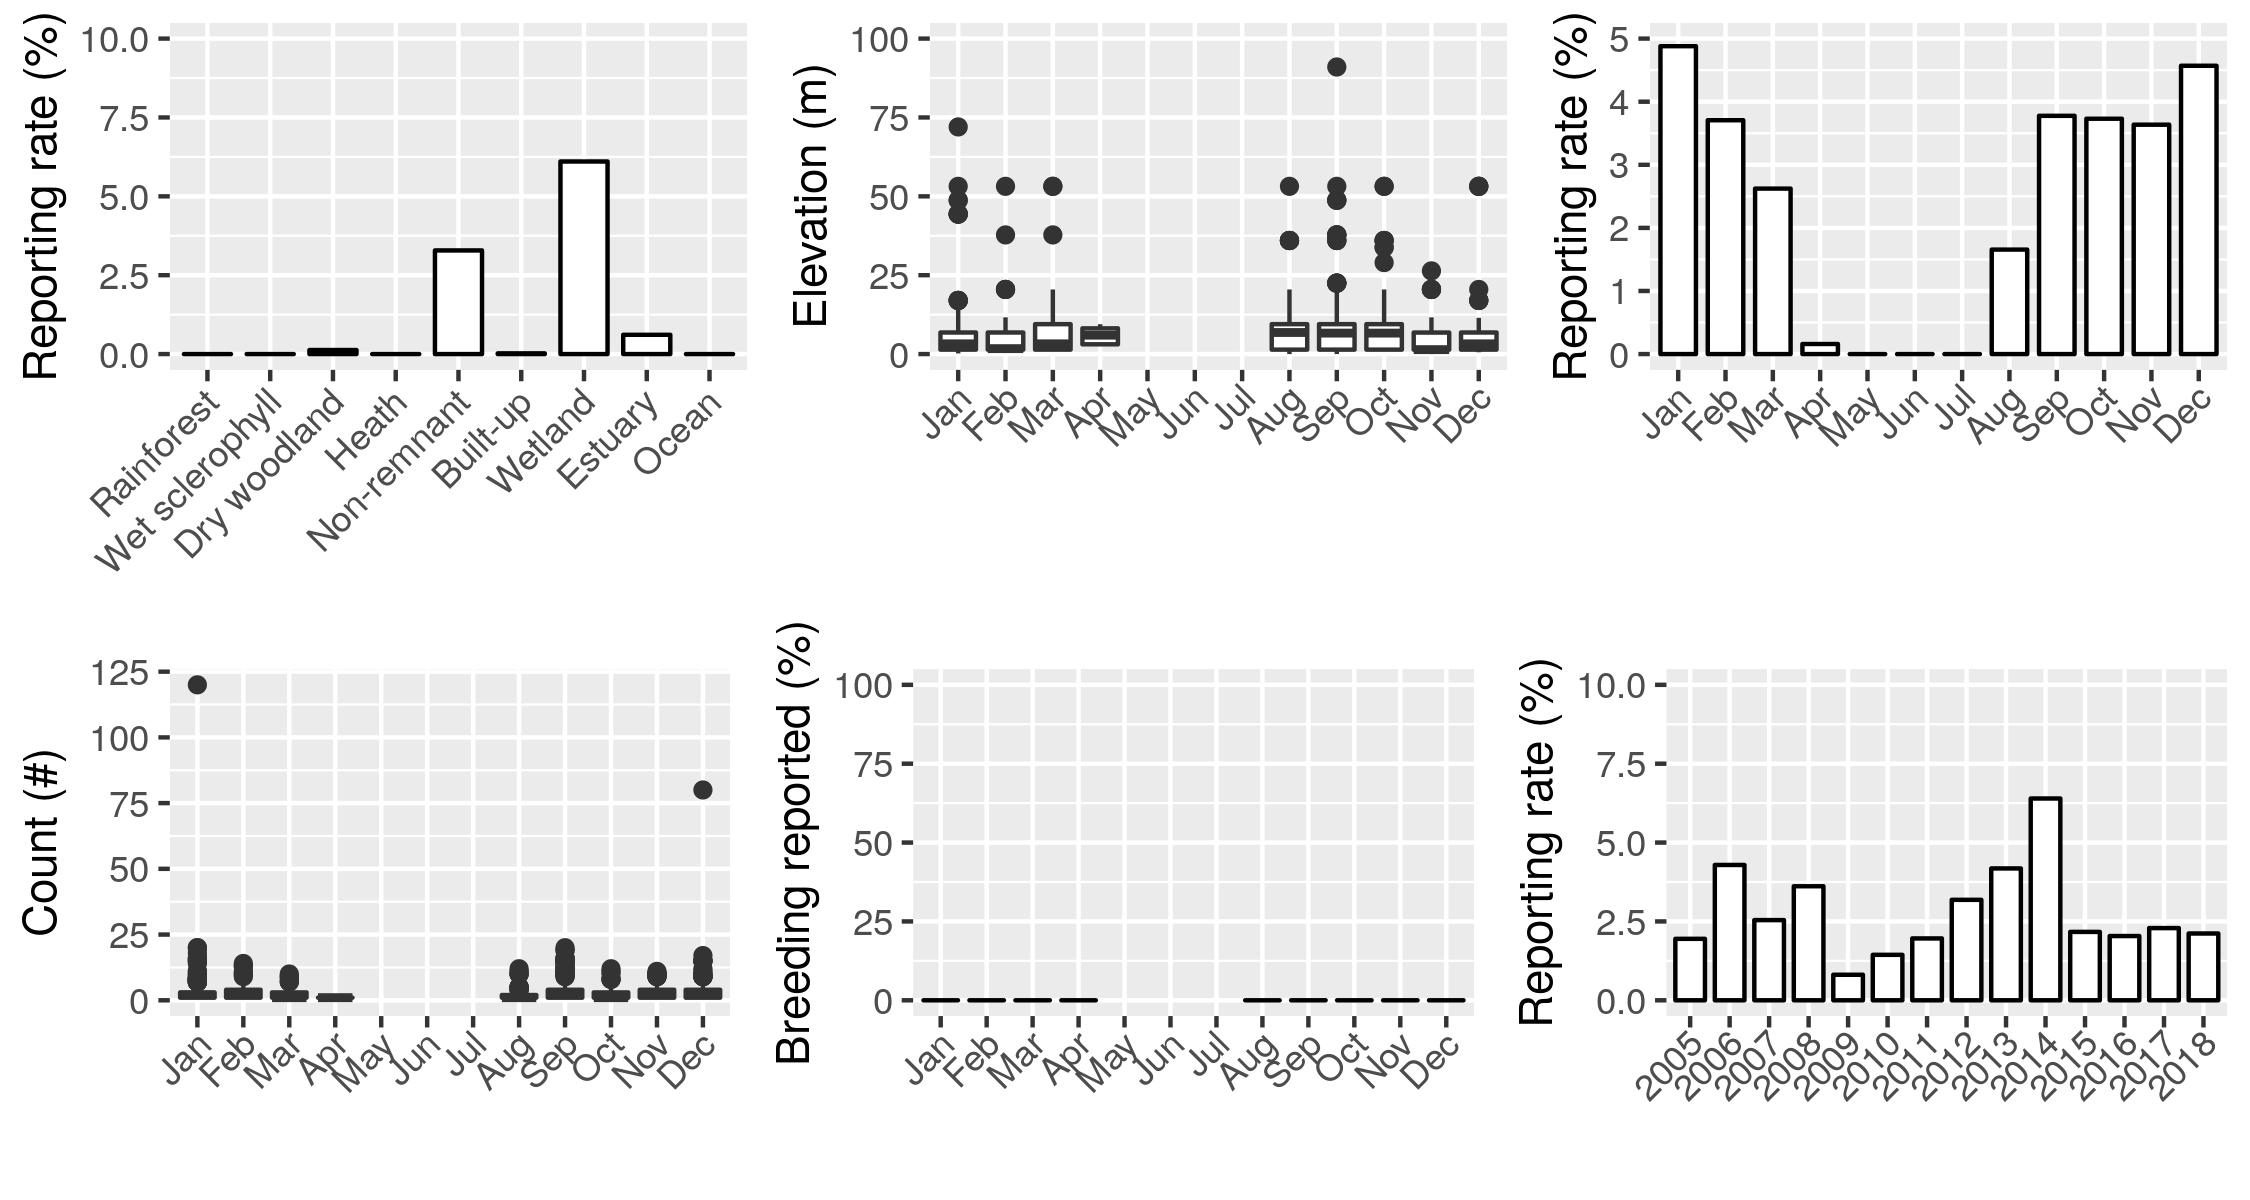 Reporting rate (%)
10.0
7.5
5.0
2.5
0.0
Rainforest
Wet sclerophyll
Dry woodland
Heath
Non-remnant
Built-up
Wetland
Estuary
Ocean
Elevation (m)
100
75
50
25
0
Jan
Feb
Mar
Apr
May
Jun
Jul
Aug
Sep
Oct
Nov
Dec
Reporting rate (%)
5
4
3
2
1
0
Jan
Feb
Mar
Apr
May
Jun
Jul
Aug
Sep
Oct
Nov
Dec
Count (#)
125
100
75
50
25
0
Jan
Feb
Mar
Apr
May
Jun
Jul
Aug
Sep
Oct
Nov
Dec
Breeding reported (%)
100
75
50
25
0
Jan
Feb
Mar
Apr
May
Jun
Jul
Aug
Sep
Oct
Nov
Dec
Reporting rate (%)
10.0
7.5
5.0
2.5
0.0
2005
2006
2007
2008
2009
2010
2011
2012
2013
2014
2015
2016
2017
2018